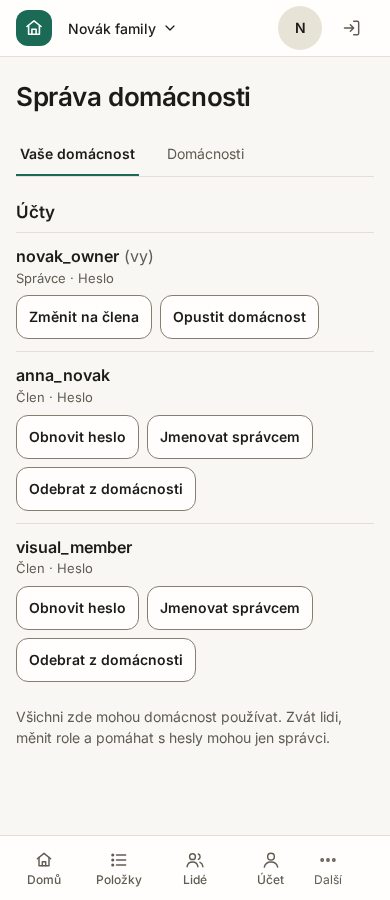 Novák family
N
Správa domácnosti
Vaše domácnost
Domácnosti
Účty
novak_owner (vy)
Správce · Heslo
Změnit na člena
Opustit domácnost
anna_novak
Člen · Heslo
Obnovit heslo
Jmenovat správcem
Odebrat z domácnosti
visual_member
Člen · Heslo
Obnovit heslo
Jmenovat správcem
Odebrat z domácnosti
Všichni zde mohou domácnost používat. Zvát lidi,
měnit role a pomáhat s hesly mohou jen správci.
Domů
Položky
Lidé
Účet
Další